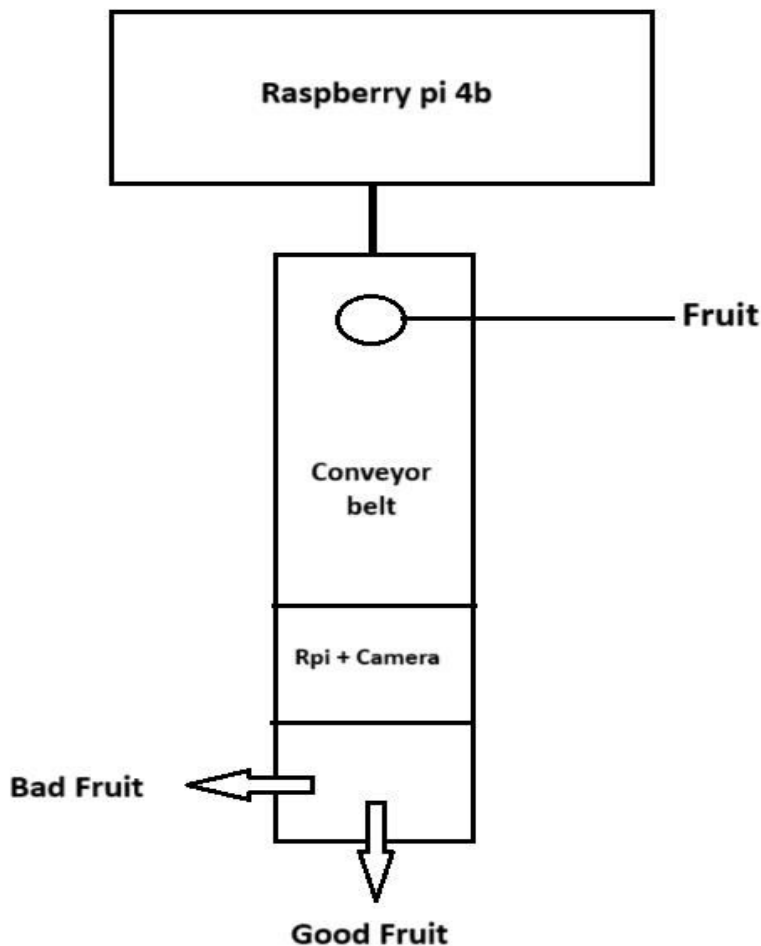 Raspberry pi 4b
Fruit
Conveyor
belt
Rpi + Camera
Bad Fruit
Good Fruit